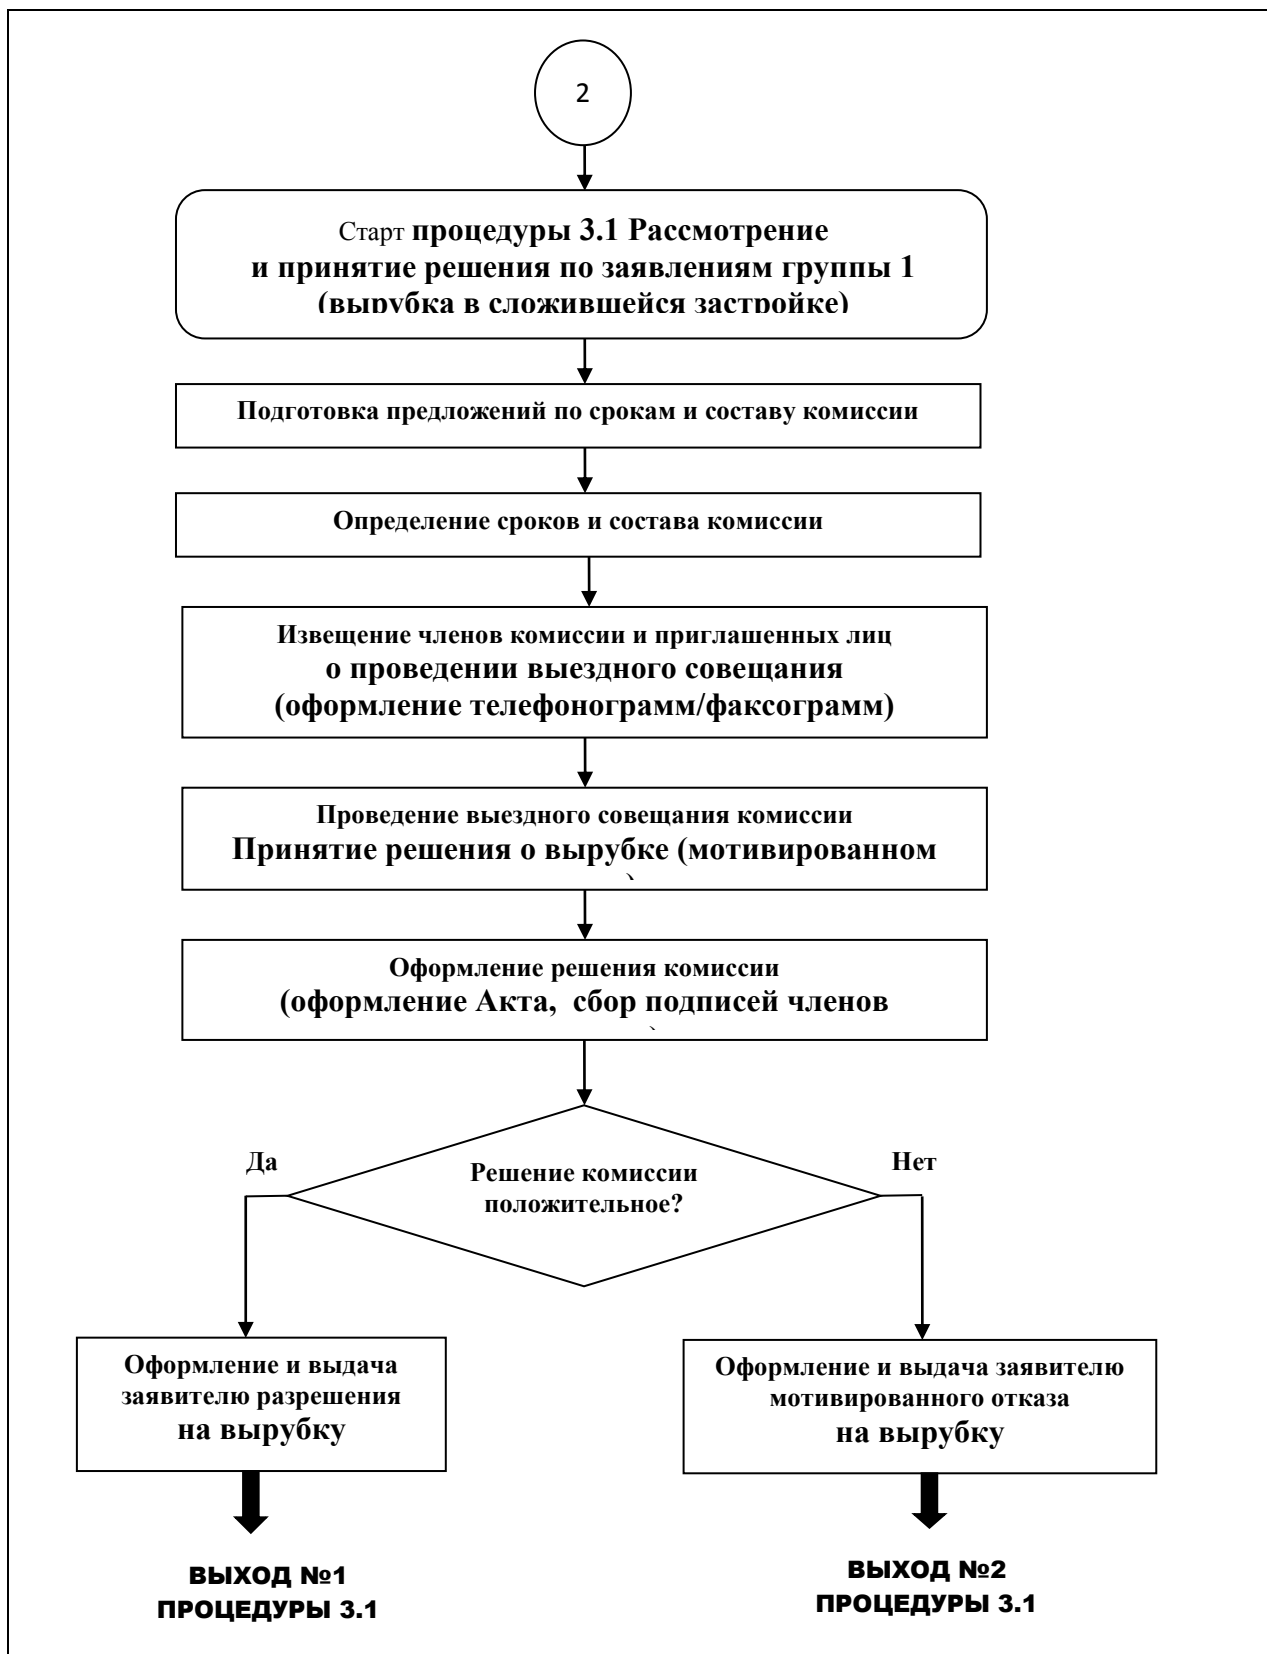 2
Старт процедуры 3.1 Рассмотрение
и принятие решения по заявлениям группы 1
(вырубка в сложившейся застройке)
Подготовка предложений по срокам и составу комиссии
Определение сроков и состава комиссии
Извещение членов комиссии и приглашенных лиц
о проведении выездного совещания
(оформление телефонограмм/факсограмм)
Проведение выездного совещания комиссии
Принятие решения о вырубке (мотивированном
Оформление решения комиссии
(оформление Акта, сбор подписей членов
Решение комиссии
положительное?
Да
Нет
Оформление и выдача
заявителю разрешения
на вырубку
Оформление и выдача заявителю
мотивированного отказа
на вырубку
ВЫХОД №1
ПРОЦЕДУРЫ 3.1
ВЫХОД №2
ПРОЦЕДУРЫ 3.1